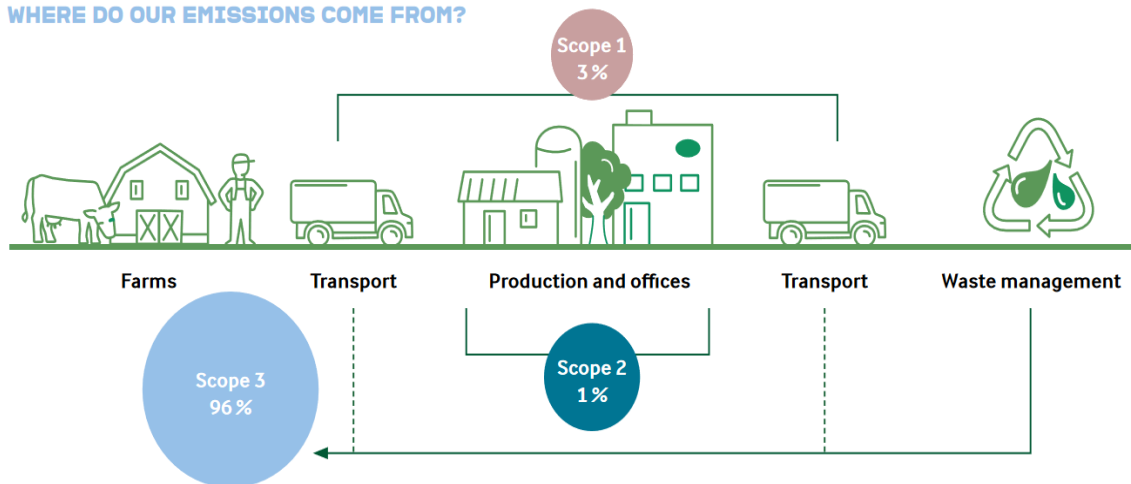 WHERE DO OUR EMISSIONS COME FROM?
Scope 1
3 %
Farms
Transport
Production and offices
Transport
Waste management
Scope 3
96 %
Scope 2
1 %